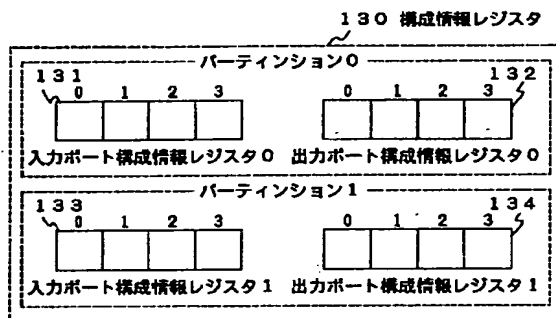 130 構成情報レジスタ
パーティション0
131 132
0 1 2 3 0 1 2 3
入力ポート構成情報レジスタ0 出力ポート構成情報レジスタ0
パーティション1
133 134
0 1 2 3 0 1 2 3
入力ポート構成情報レジスタ1 出力ポート構成情報レジスタ1